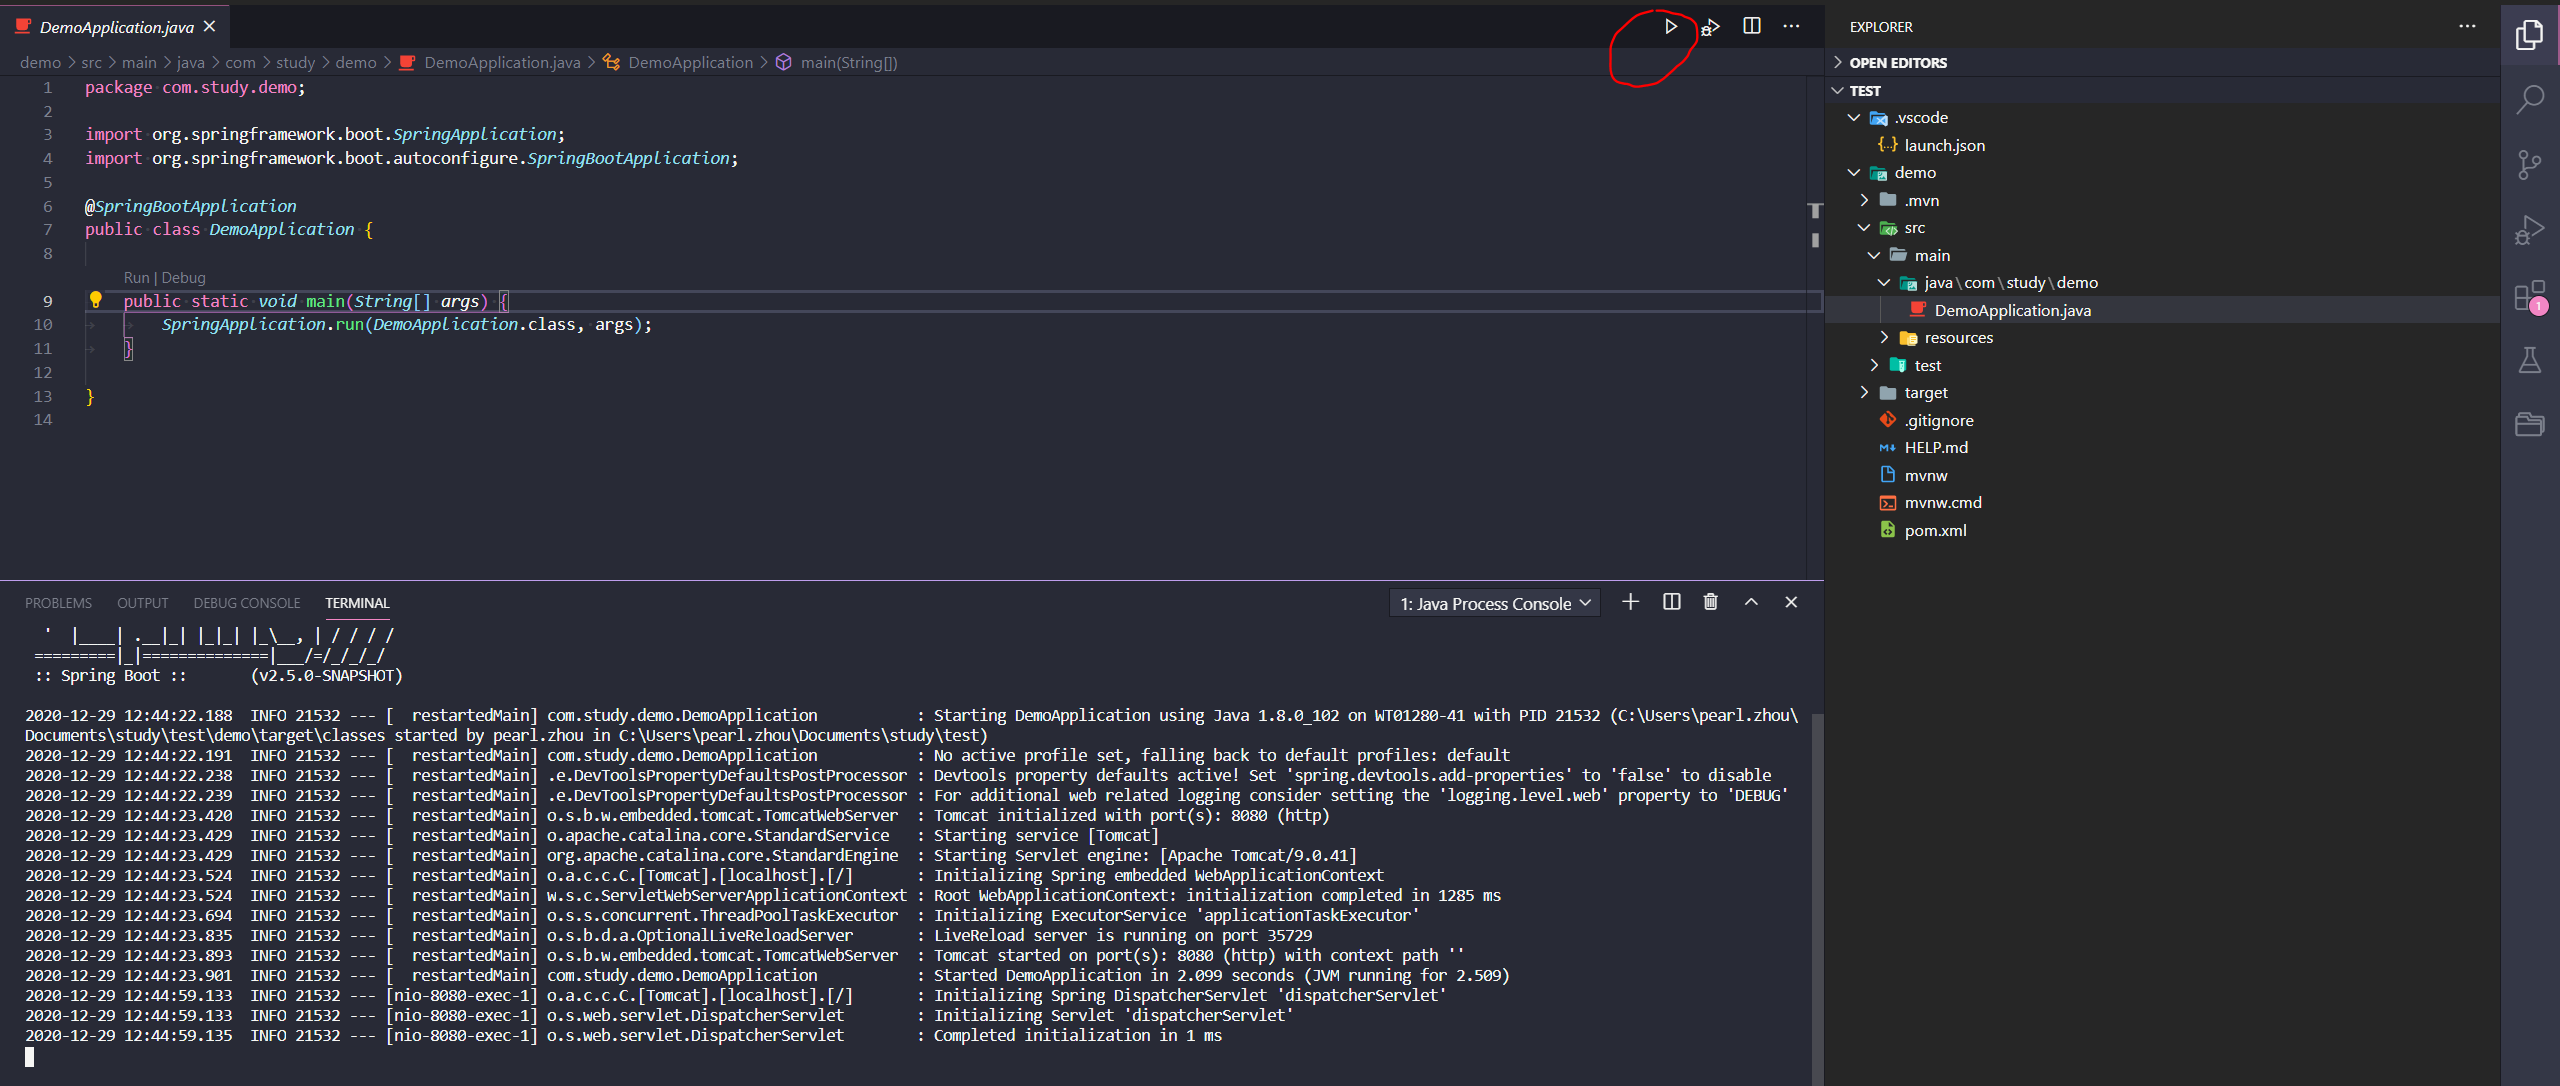 DemoApplication.java
demo > src > main > java > com > study > demo > DemoApplication.java > DemoApplication > main(String[])
1 package com.study.demo;
2
3 import org.springframework.boot.SpringApplication;
4 import org.springframework.boot.autoconfigure.SpringBootApplication;
5
6 @SpringBootApplication
7 public class DemoApplication {
8
Run | Debug
9 public static void main(String[] args) {
10 SpringApplication.run(DemoApplication.class, args);
11 }
12
13 }
14
PROBLEMS OUTPUT DEBUG CONSOLE TERMINAL 1: Java Process Console
  '  |____| .__|_| |_|_| |_\__, | / / / /
 =========|_|==============|___/=/_/_/_/
 :: Spring Boot ::       (v2.5.0-SNAPSHOT)
2020-12-29 12:44:22.188  INFO 21532 --- [  restartedMain] com.study.demo.DemoApplication           : Starting DemoApplication using Java 1.8.0_102 on WT01280-41 with PID 21532 (C:\Users\pearl.zhou\
Documents\study\test\demo\target\classes started by pearl.zhou in C:\Users\pearl.zhou\Documents\study\test)
2020-12-29 12:44:22.191  INFO 21532 --- [  restartedMain] com.study.demo.DemoApplication           : No active profile set, falling back to default profiles: default
2020-12-29 12:44:22.238  INFO 21532 --- [  restartedMain] .e.DevToolsPropertyDefaultsPostProcessor : Devtools property defaults active! Set 'spring.devtools.add-properties' to 'false' to disable
2020-12-29 12:44:22.239  INFO 21532 --- [  restartedMain] .e.DevToolsPropertyDefaultsPostProcessor : For additional web related logging consider setting the 'logging.level.web' property to 'DEBUG'
2020-12-29 12:44:23.420  INFO 21532 --- [  restartedMain] o.s.b.w.embedded.tomcat.TomcatWebServer  : Tomcat initialized with port(s): 8080 (http)
2020-12-29 12:44:23.429  INFO 21532 --- [  restartedMain] o.apache.catalina.core.StandardService   : Starting service [Tomcat]
2020-12-29 12:44:23.429  INFO 21532 --- [  restartedMain] org.apache.catalina.core.StandardEngine  : Starting Servlet engine: [Apache Tomcat/9.0.41]
2020-12-29 12:44:23.524  INFO 21532 --- [  restartedMain] o.a.c.c.C.[Tomcat].[localhost].[/]       : Initializing Spring embedded WebApplicationContext
2020-12-29 12:44:23.524  INFO 21532 --- [  restartedMain] w.s.c.ServletWebServerApplicationContext : Root WebApplicationContext: initialization completed in 1285 ms
2020-12-29 12:44:23.694  INFO 21532 --- [  restartedMain] o.s.s.concurrent.ThreadPoolTaskExecutor  : Initializing ExecutorService 'applicationTaskExecutor'
2020-12-29 12:44:23.835  INFO 21532 --- [  restartedMain] o.s.b.d.a.OptionalLiveReloadServer       : LiveReload server is running on port 35729
2020-12-29 12:44:23.893  INFO 21532 --- [  restartedMain] o.s.b.w.embedded.tomcat.TomcatWebServer  : Tomcat started on port(s): 8080 (http) with context path ''
2020-12-29 12:44:23.901  INFO 21532 --- [  restartedMain] com.study.demo.DemoApplication           : Started DemoApplication in 2.099 seconds (JVM running for 2.509)
2020-12-29 12:44:59.133  INFO 21532 --- [nio-8080-exec-1] o.a.c.c.C.[Tomcat].[localhost].[/]       : Initializing Spring DispatcherServlet 'dispatcherServlet'
2020-12-29 12:44:59.133  INFO 21532 --- [nio-8080-exec-1] o.s.web.servlet.DispatcherServlet        : Initializing Servlet 'dispatcherServlet'
2020-12-29 12:44:59.135  INFO 21532 --- [nio-8080-exec-1] o.s.web.servlet.DispatcherServlet        : Completed initialization in 1 ms
EXPLORER
OPEN EDITORS
TEST
.vscode
launch.json
demo
.mvn
src
main
java\com\study\demo
DemoApplication.java
resources
test
target
.gitignore
HELP.md
mvnw
mvnw.cmd
pom.xml
1